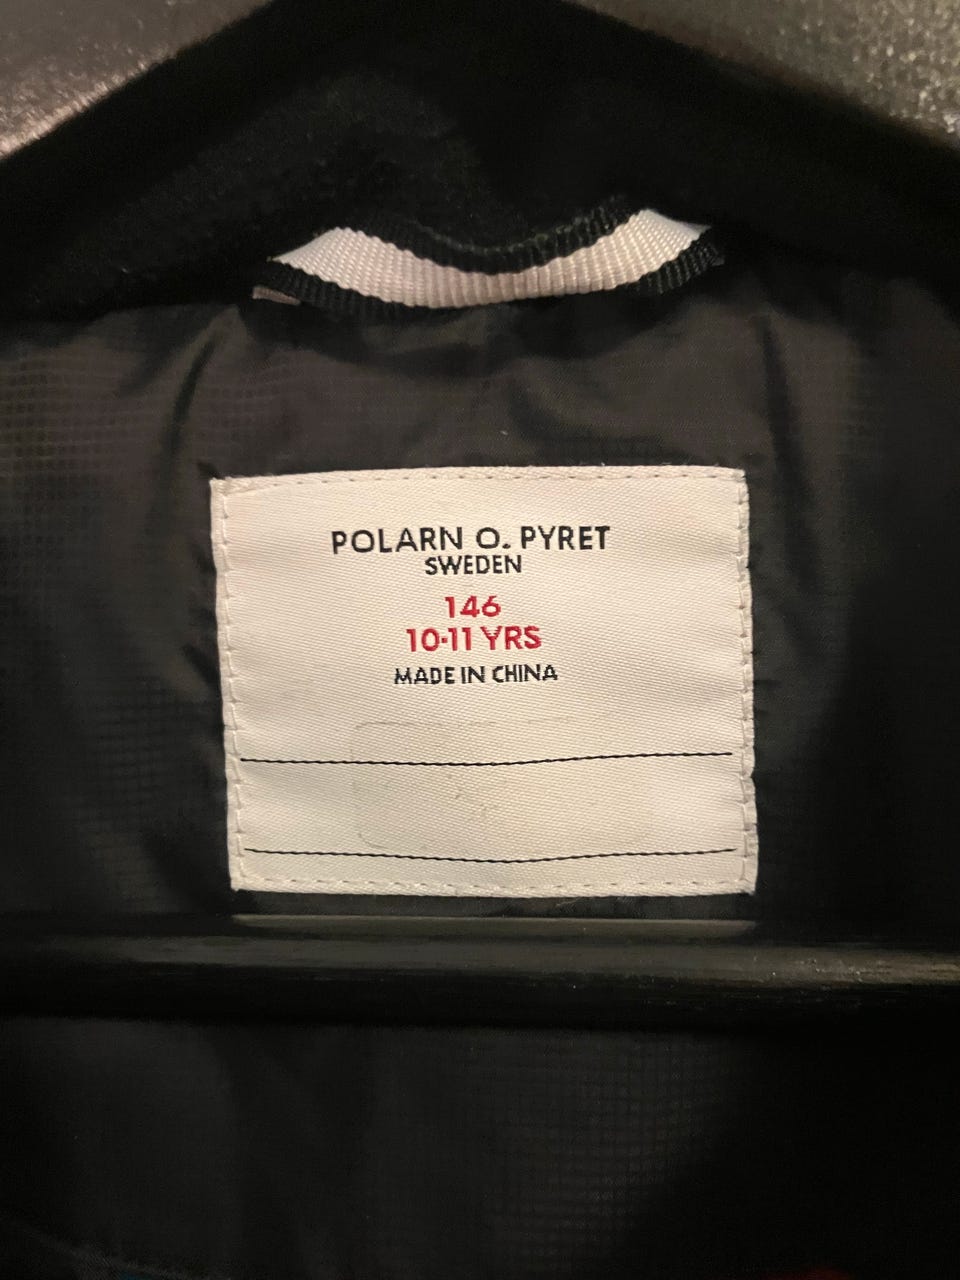 POLARN O. PYRET
SWEDEN
146
10-11 YRS
MADE IN CHINA